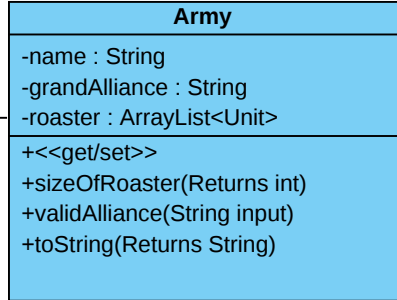 Army
-name : String
-grandAlliance : String
-roaster : ArrayList<Unit>
+<<get/set>>
+sizeOfRoaster(Returns int)
+validAlliance(String input)
+toString(Returns String)